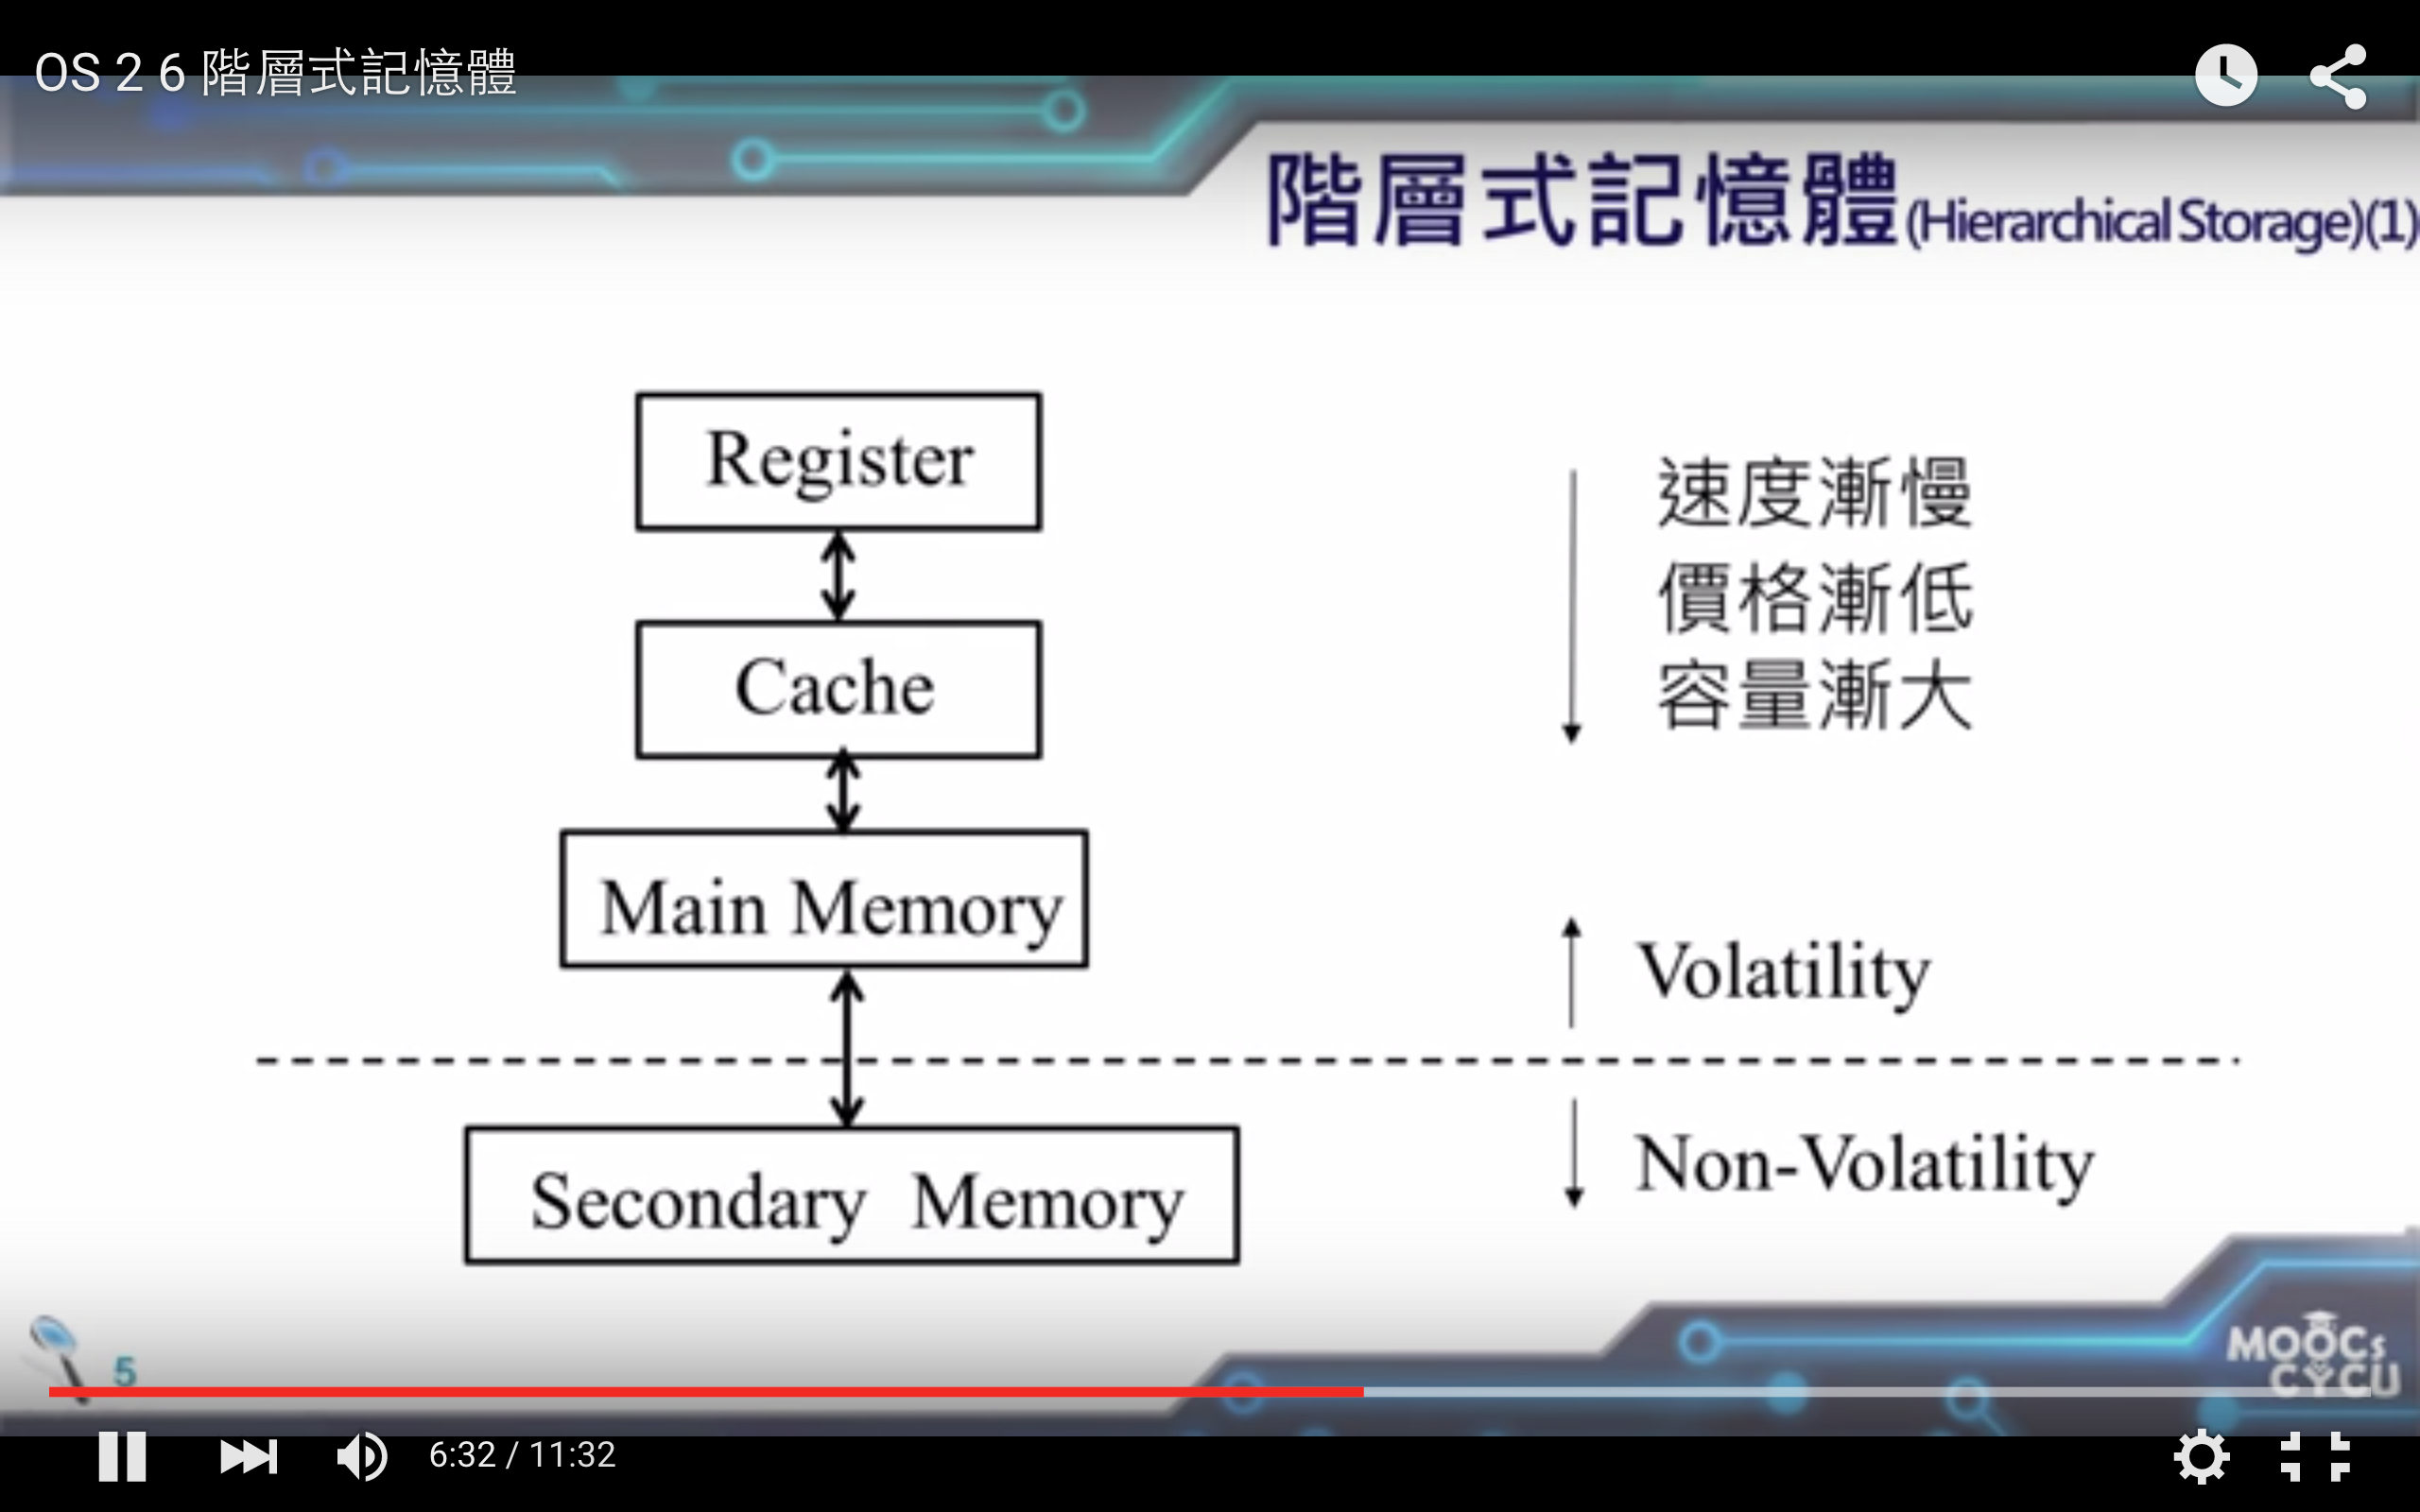 OS 2 6 階層式記憶體
階層式記憶體(Hierarchical Storage)(1)
Register
速度漸慢
價格漸低
Cache
容量漸大
Main Memory
Volatility
Non-Volatility
Secondary Memory
MOOCs
CYCU
5
6:32 / 11:32